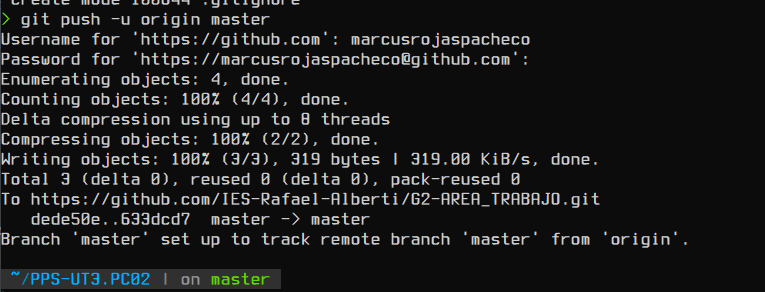 create mode 100644 .gitignore
> git push -u origin master
Username for 'https://github.com': marcusrojaspacheco
Password for 'https://marcusrojaspacheco@github.com':
Enumerating objects: 4, done.
Counting objects: 100% (4/4), done.
Delta compression using up to 8 threads
Compressing objects: 100% (2/2), done.
Writing objects: 100% (3/3), 319 bytes | 319.00 KiB/s, done.
Total 3 (delta 0), reused 0 (delta 0), pack-reused 0
To https://github.com/IES-Rafael-Alberti/G2-AREA_TRABAJO.git
dede50e..633dcd7 master -> master
Branch 'master' set up to track remote branch 'master' from 'origin'.
~/PPS-UT3.PC02 | on master